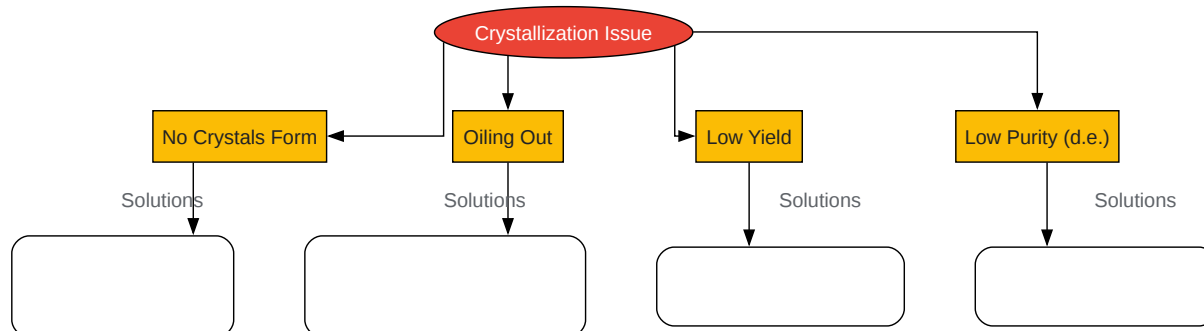 Crystallization Issue
No Crystals Form
Oiling Out
Low Yield
Low Purity (d.e.)
Solutions
Solutions
Solutions
Solutions